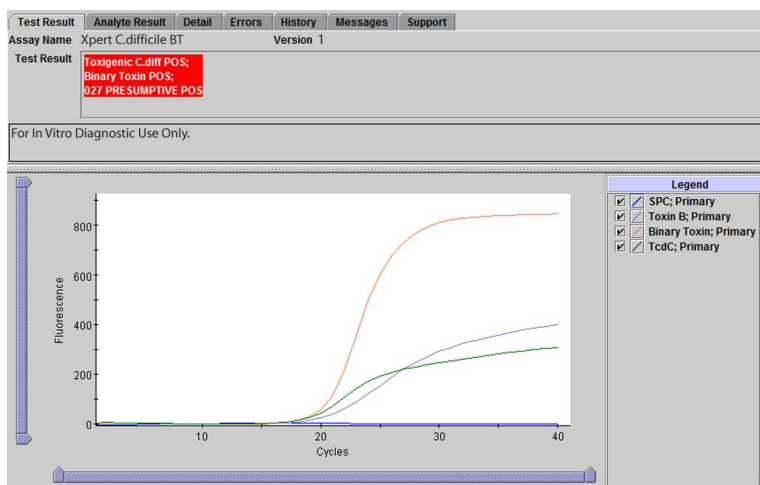 Test Result Analyte Result Detail Errors History Messages Support
Assay Name Xpert C.difficile BT Version 1
Test Result
Toxigenic C.diff POS;
Binary Toxin POS;
027 PRESUMPTIVE POS
For In Vitro Diagnostic Use Only.
Legend
SPC; Primary
Toxin B; Primary
Binary Toxin; Primary
TcdC; Primary
Fluorescence
800
600
400
200
0
10 20 30 40
Cycles